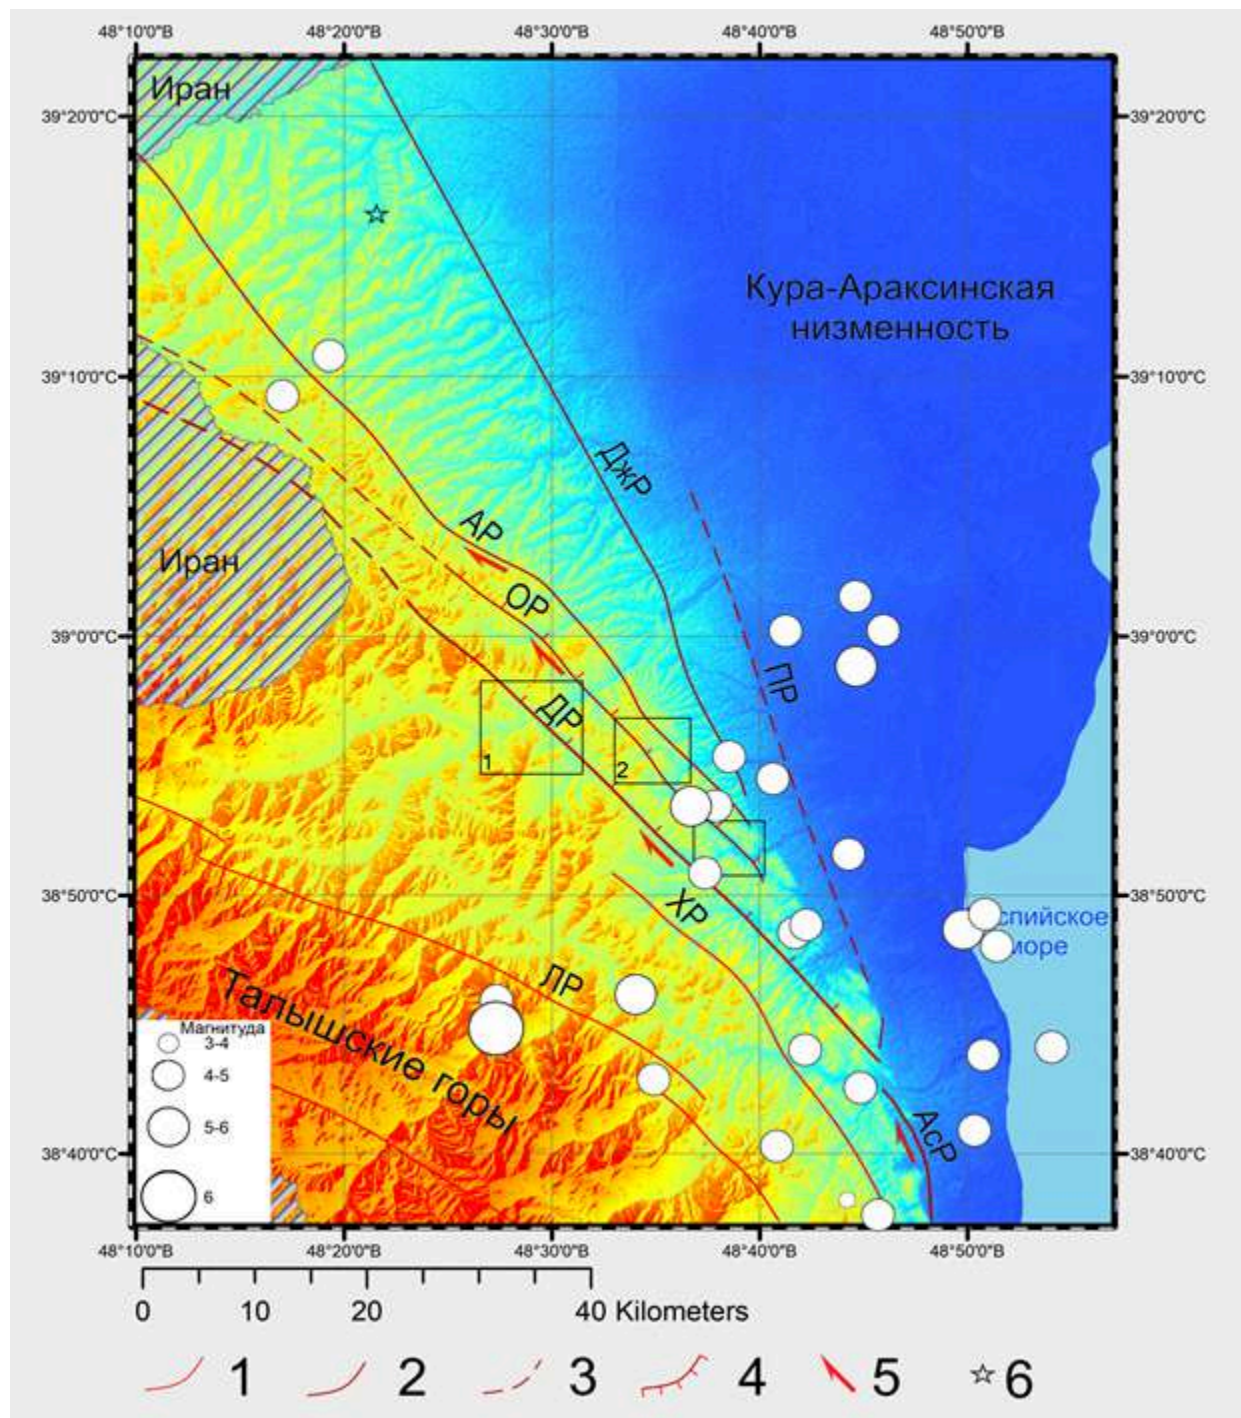 48°10'0"В 48°20'0"В 48°30'0"В 48°40'0"В 48°50'0"В
Иран
39°20'0"С 39°20'0"С
Кура-Араксинская
низменность
39°10'0"С 39°10'0"С
ДжР
АР
Иран
ОР
39°0'0"С 39°0'0"С
ПР
ДР
1
2
38°50'0"С 38°50'0"С
ХР
спийское
море
ЛР
Талышские горы
Магнитуда
3-4
4-5
5-6
6
АсР
38°40'0"С 38°40'0"С
48°10'0"В 48°20'0"В 48°30'0"В 48°40'0"В 48°50'0"В
0 10 20 40 Kilometers
1 2 3 4 5 6